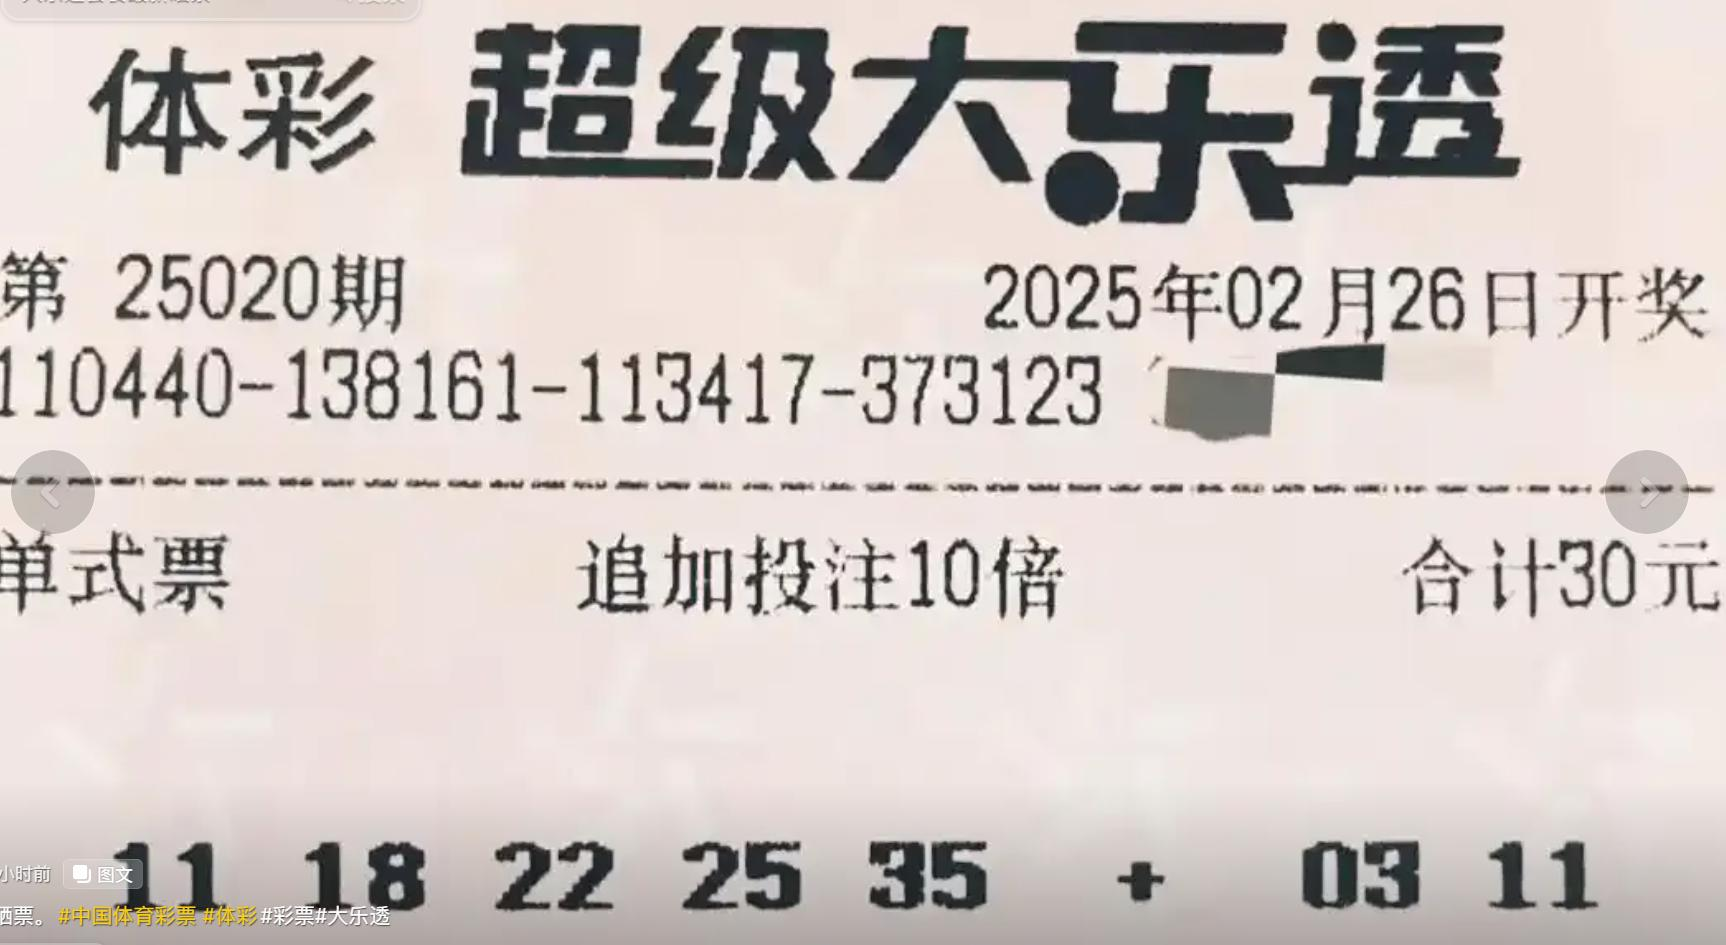 体彩 超级大乐透
第 25020期 2025年02月26日开奖
110440-138161-113417-373123
单式票 追加投注10倍 合计30元
11 18 22 25 35 + 03 11
小时前 图文
晒票。#中国体育彩票 #体彩 #彩票#大乐透